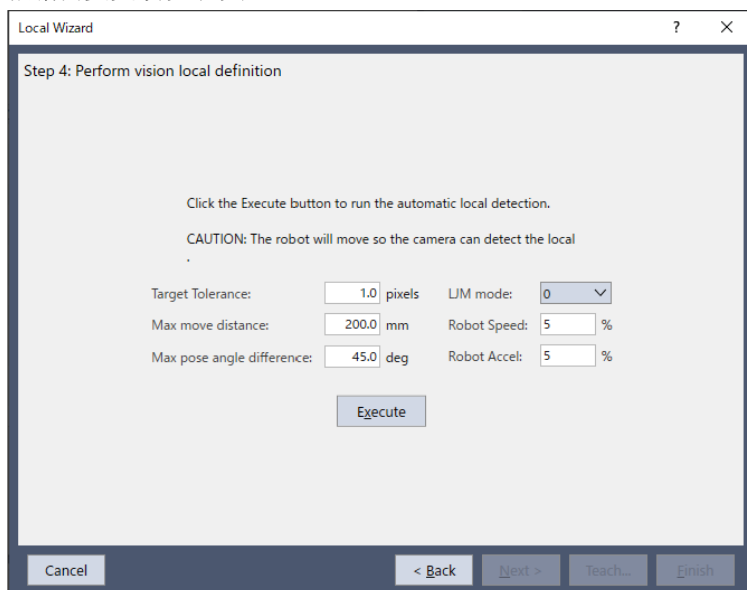 Local Wizard
?
Step 4: Perform vision local definition
Click the Execute button to run the automatic local detection.
CAUTION: The robot will move so the camera can detect the local
.
Target Tolerance: 1.0 pixels LJM mode: 0
Max move distance: 200.0 mm Robot Speed: 5 %
Max pose angle difference: 45.0 deg Robot Accel: 5 %
Execute
Cancel < Back Next > Teach... Finish